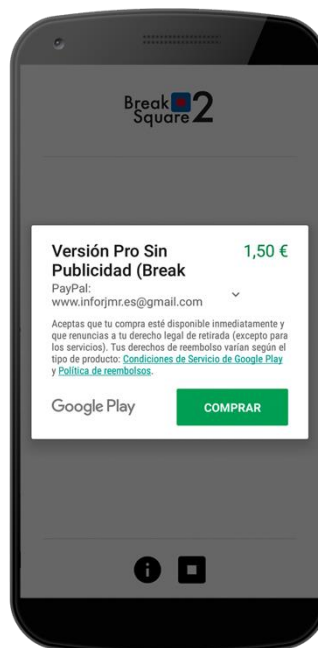 Break 2
Square
Versión Pro Sin 1,50 €
Publicidad (Break
PayPal:
www.inforjmr.es@gmail.com
Aceptas que tu compra esté disponible inmediatamente y
que renuncias a tu derecho legal de retirada (excepto para
los servicios). Tus derechos de reembolso varían según el
tipo de producto: Condiciones de Servicio de Google Play
y Política de reembolsos.
Google Play COMPRAR